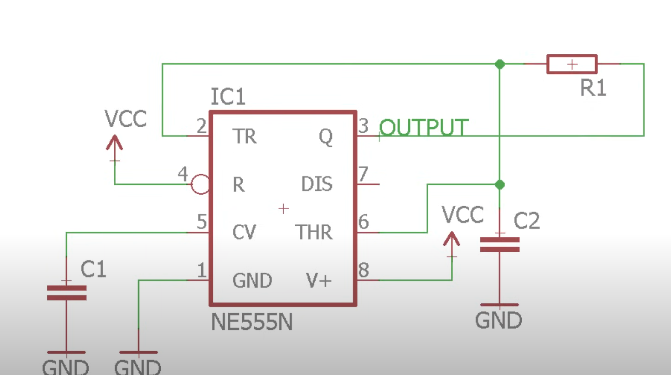 R1
IC1
VCC
2 TR Q 3 OUTPUT
4 R DIS 7
5 CV THR 6
VCC C2
C1
1 GND V+ 8
NE555N GND
GND GND